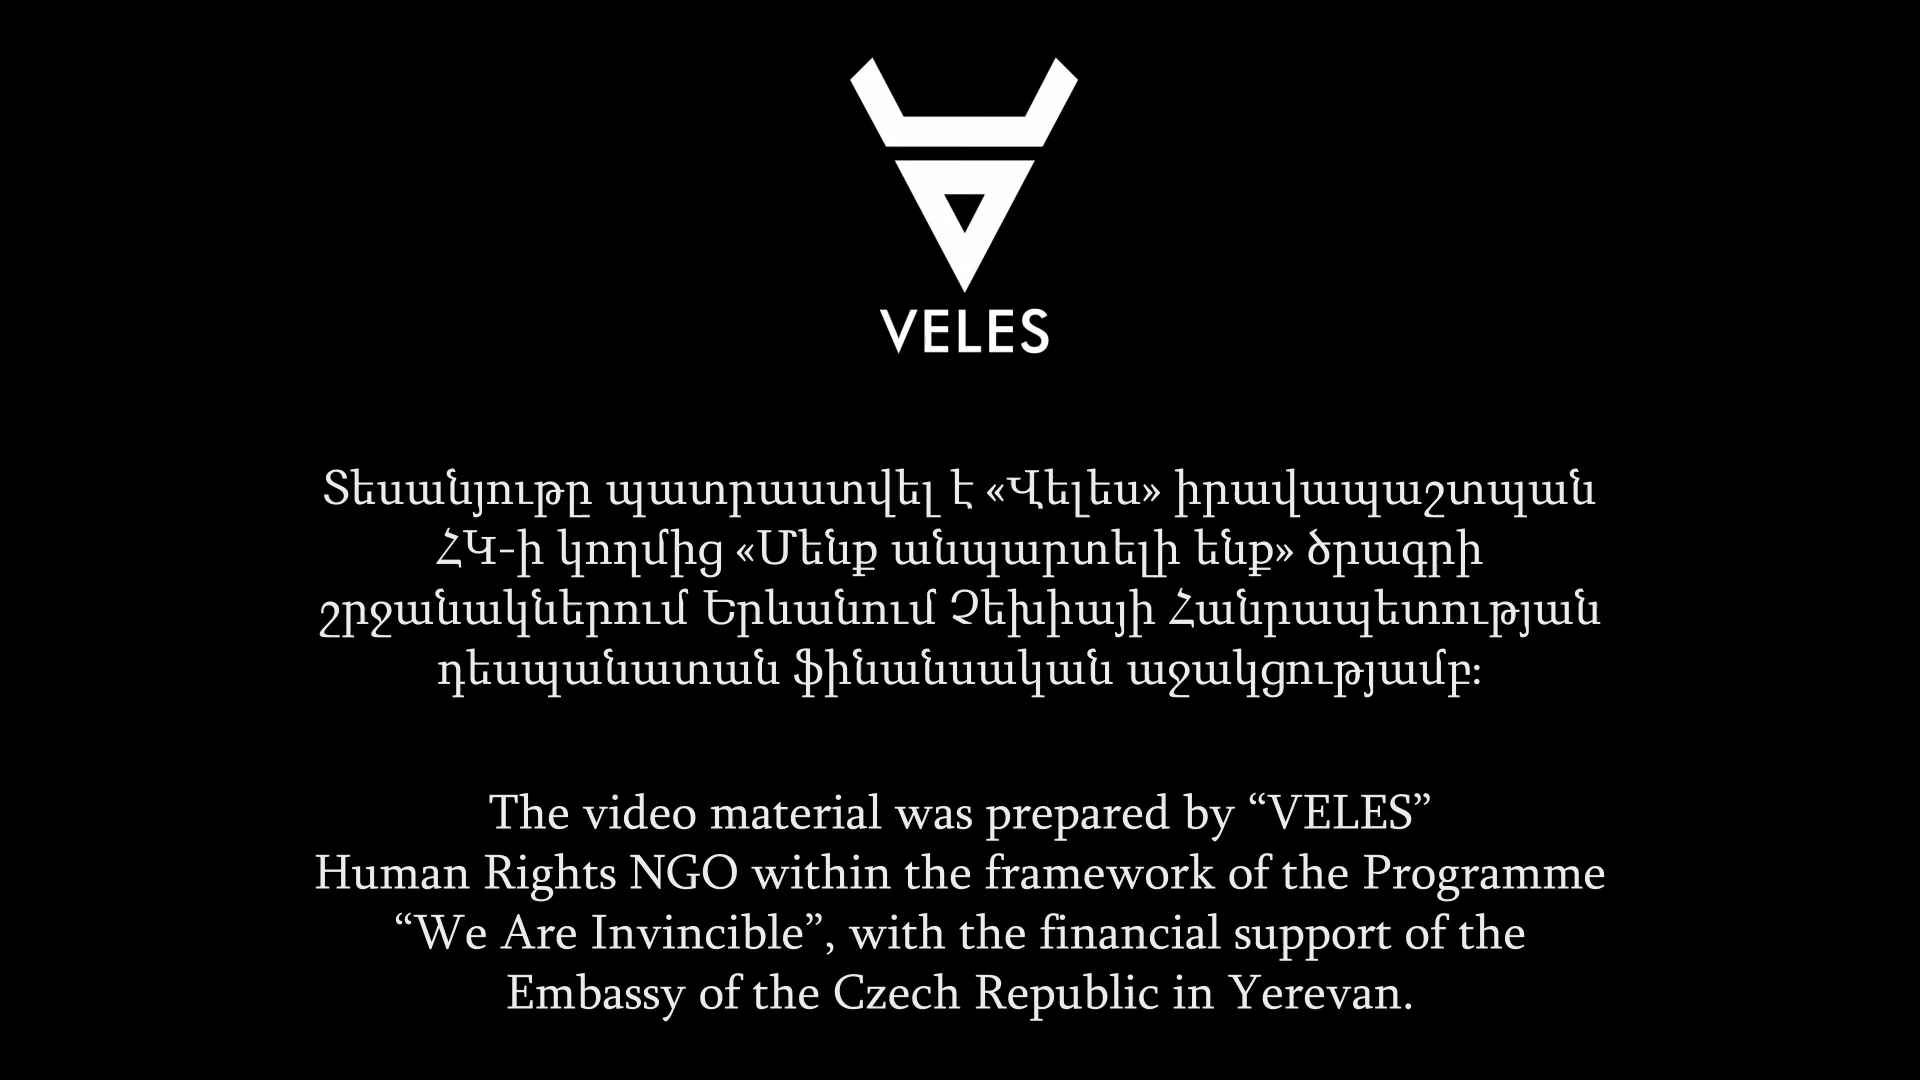 VELES
Տեսանյութը պատրաստվել է «Վելես» իրավապաշտպան
ՀԿ-ի կողմից «Մենք անպարտելի ենք» ծրագրի
շրջանակներում Երևանում Չեխիայի Հանրապետության
դեսպանատան ֆինանսական աջակցությամբ:
The video material was prepared by “VELES”
Human Rights NGO within the framework of the Programme
“We Are Invincible”, with the financial support of the
Embassy of the Czech Republic in Yerevan.